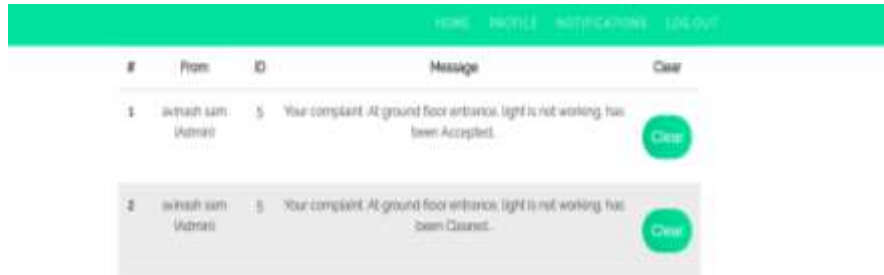 HOME PROFILE NOTIFICATIONS LOG OUT
# From ID Message Clear
1 avinash sam 5 Your complaint: At ground floor entrance, light is not working, has
(Admin) been Accepted. Clear
2 avinash sam 5 Your complaint: At ground floor entrance, light is not working, has
(Admin) been Cleared. Clear